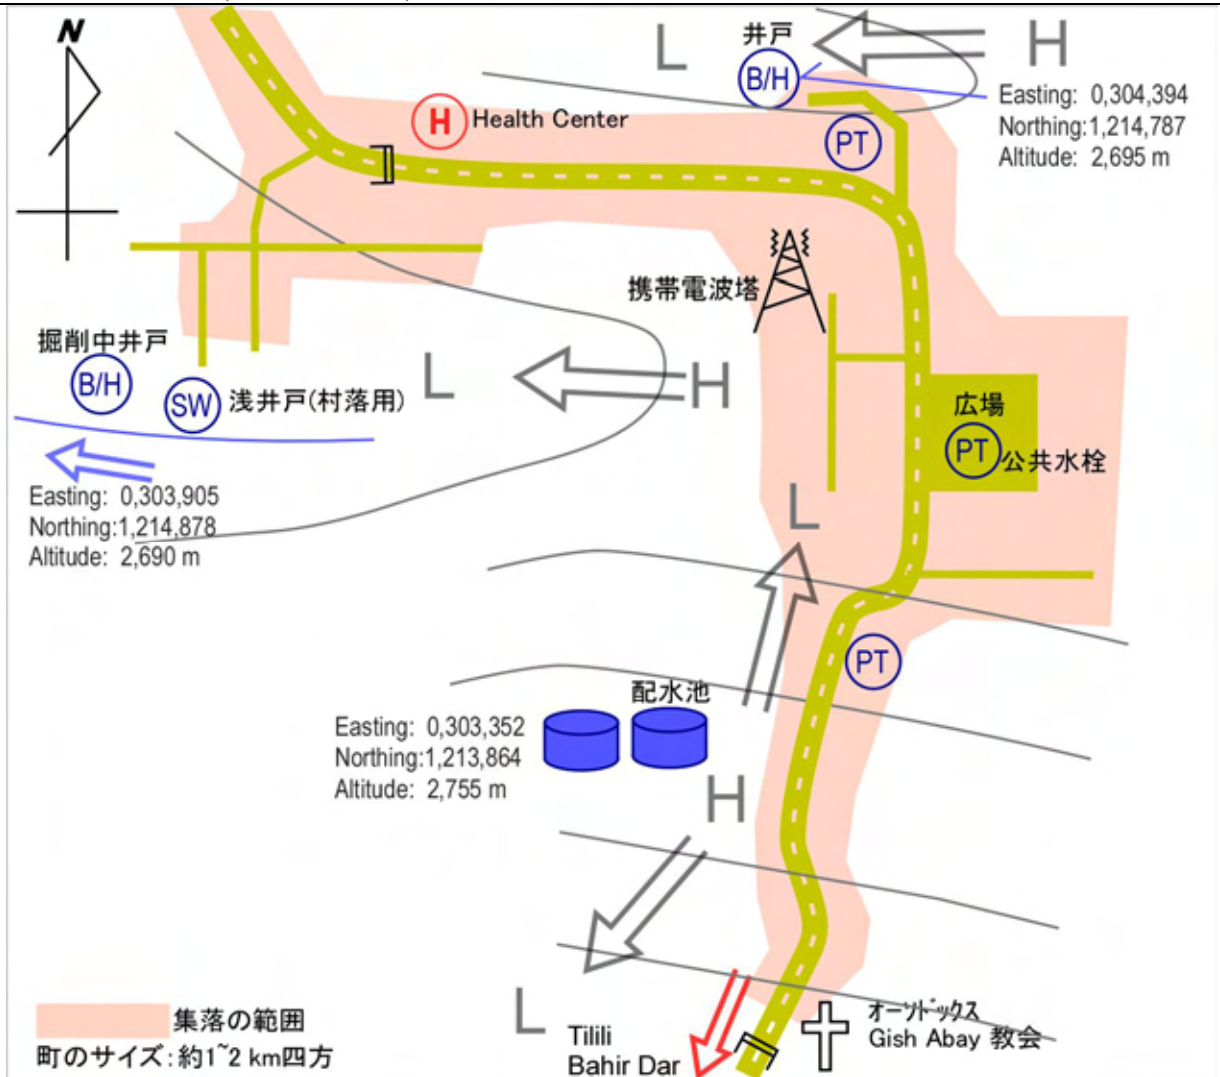 N
L
井戸
H
B/H
Easting: 0,304,394
Northing:1,214,787
Altitude: 2,695 m
H Health Center
PT
携帯電波塔
掘削中井戸
B/H
SW 浅井戸(村落用)
L
H
広場
PT 公共水栓
Easting: 0,303,905
Northing:1,214,878
Altitude: 2,690 m
L
PT
配水池
Easting: 0,303,352
Northing:1,213,864
Altitude: 2,755 m
H
L
集落の範囲
町のサイズ：約1~2 km四方
Tilili
Bahir Dar
オーソドックス
Gish Abay 教会